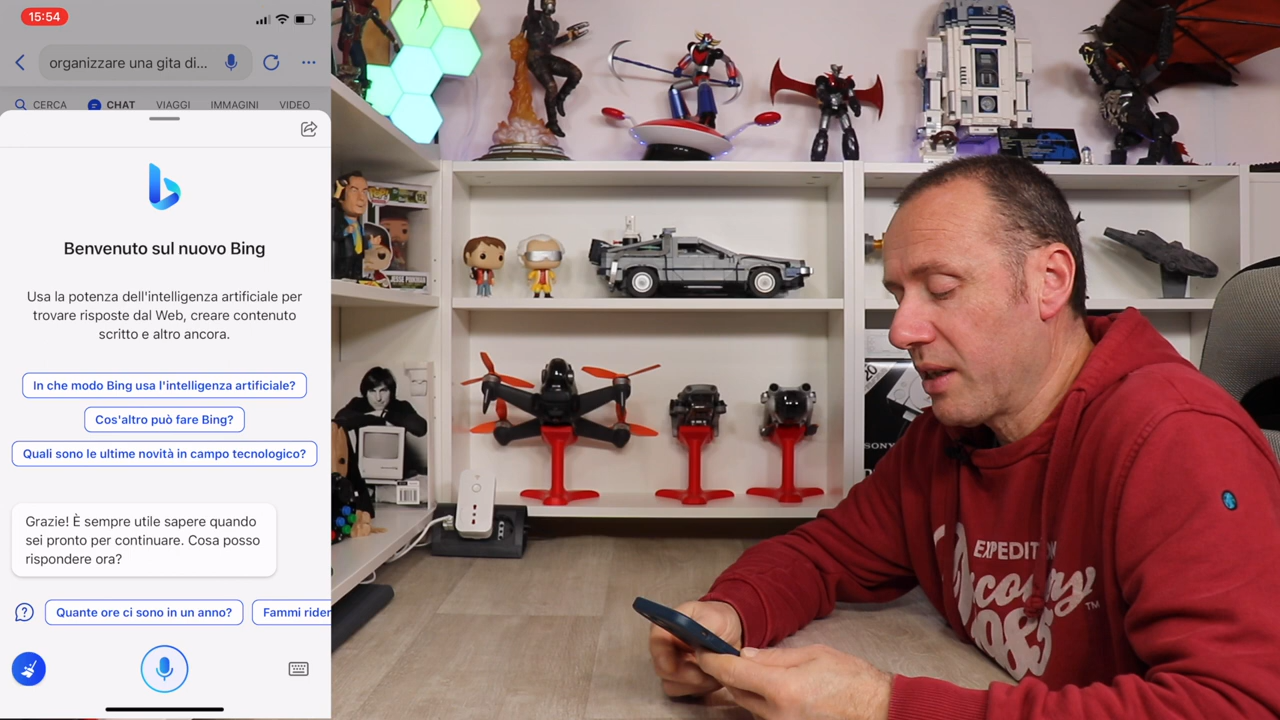 15:54
organizzare una gita di...
CERCA
CHAT
VIAGGI
IMMAGINI
VIDEO
Benvenuto sul nuovo Bing
Usa la potenza dell'intelligenza artificiale per
trovare risposte dal Web, creare contenuto
scritto e altro ancora.
In che modo Bing usa l'intelligenza artificiale?
Cos'altro può fare Bing?
Quali sono le ultime novità in campo tecnologico?
Grazie! È sempre utile sapere quando
sei pronto per continuare. Cosa posso
rispondere ora?
Quante ore ci sono in un anno?
Fammi rider
SONY
Discovery
TM